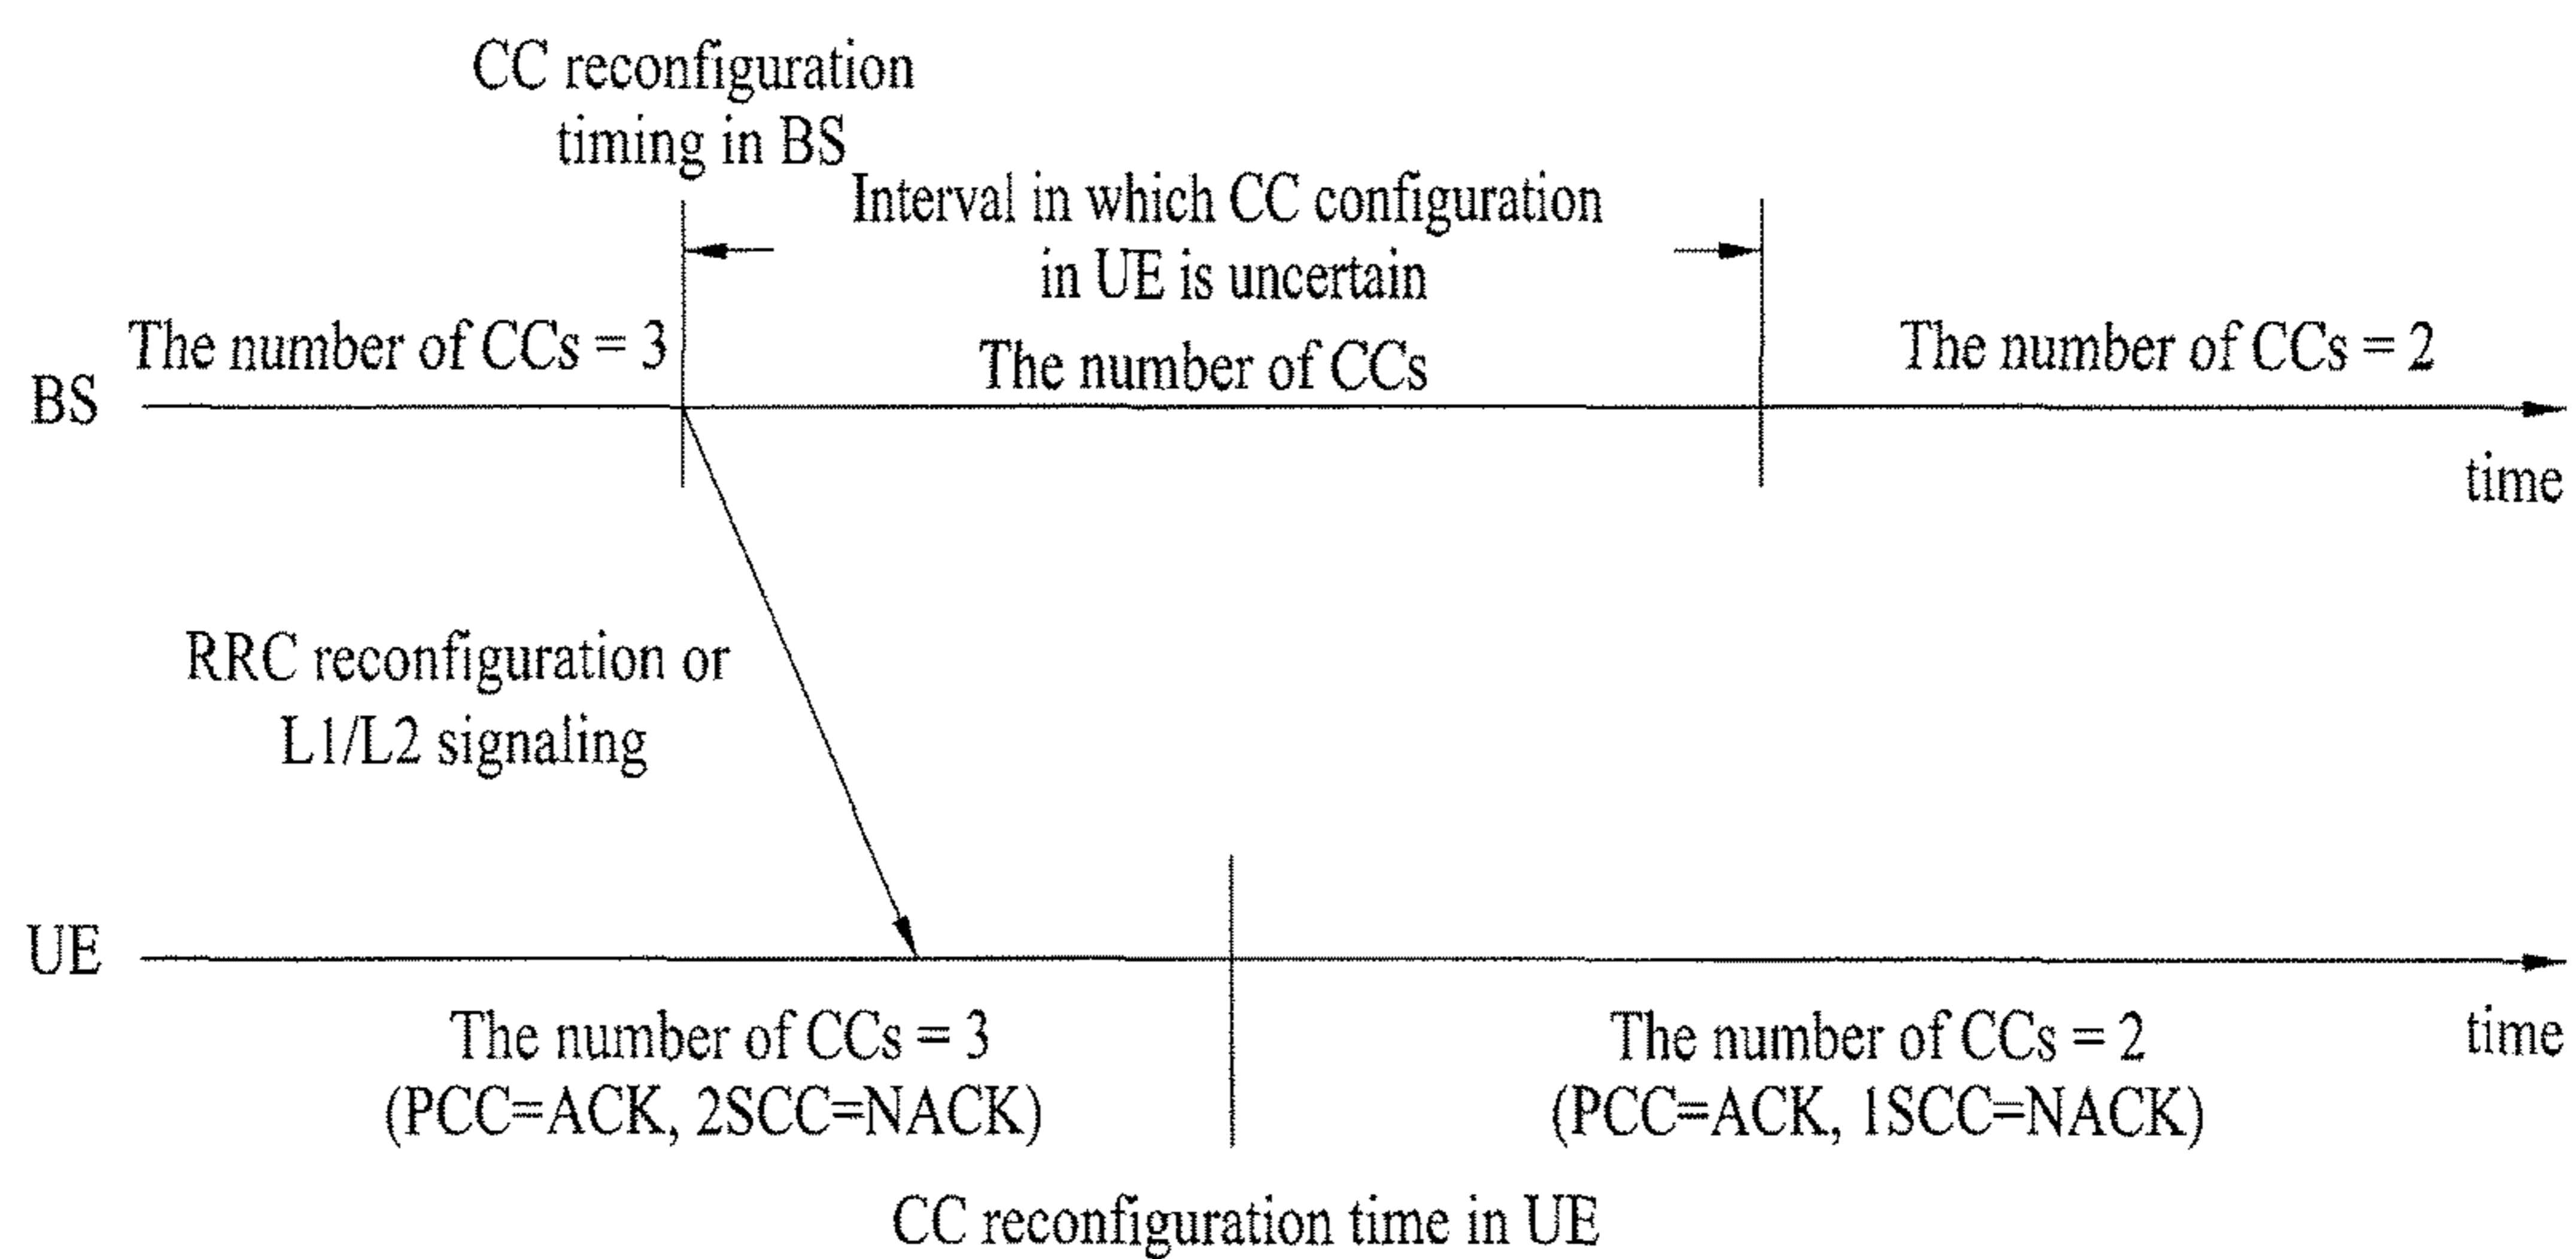 CC reconfiguration
timing in BS
Interval in which CC configuration
in UE is uncertain
The number of CCs = 3
The number of CCs
The number of CCs = 2
BS
time
RRC reconfiguration or
L1/L2 signaling
UE
The number of CCs = 3
(PCC=ACK, 2SCC=NACK)
The number of CCs = 2
(PCC=ACK, 1SCC=NACK)
time
CC reconfiguration time in UE